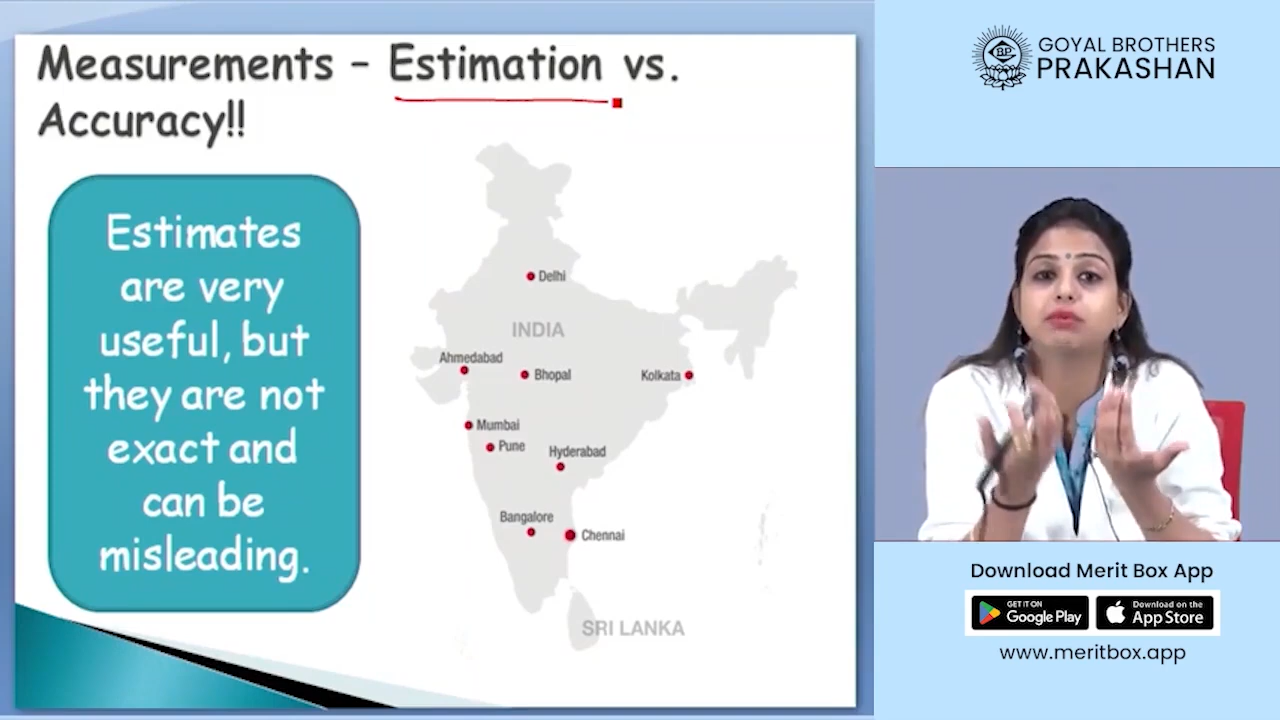 Measurements – Estimation vs.
Accuracy!!
Estimates
are very
useful, but
they are not
exact and
can be
misleading.
Delhi
INDIA
Ahmedabad
Bhopal
Kolkata
Mumbai
Pune
Hyderabad
Bangalore
Chennai
SRI LANKA
BP
GOYAL BROTHERS
PRAKASHAN
Download Merit Box App
GET IT ON
Google Play
Download on the
App Store
www.meritbox.app